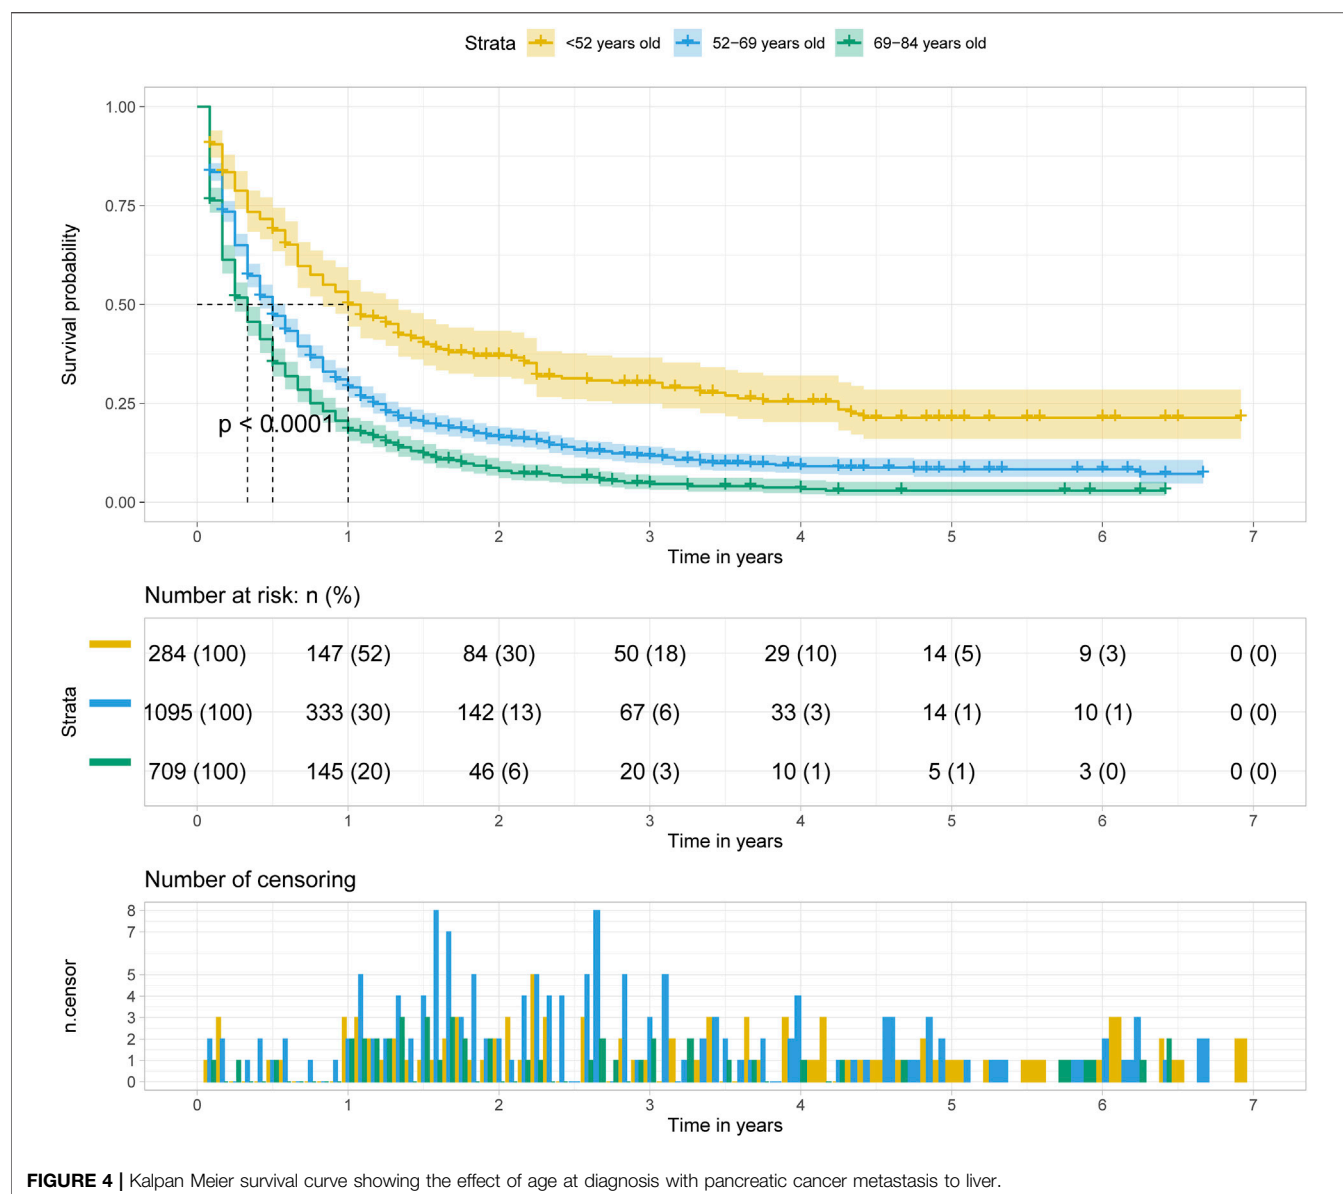 Strata <52 years old 52−69 years old 69−84 years old
1.00
0.75
0.50
0.25
0.00
Survival probability
p < 0.0001
0 1 2 3 4 5 6 7
Time in years
Number at risk: n (%)
Strata
284 (100) 147 (52) 84 (30) 50 (18) 29 (10) 14 (5) 9 (3) 0 (0)
1095 (100) 333 (30) 142 (13) 67 (6) 33 (3) 14 (1) 10 (1) 0 (0)
709 (100) 145 (20) 46 (6) 20 (3) 10 (1) 5 (1) 3 (0) 0 (0)
0 1 2 3 4 5 6 7
Time in years
Number of censoring
n.censor
8
7
5
4
3
2
1
0
0 1 2 3 4 5 6 7
Time in years
FIGURE 4 | Kalpan Meier survival curve showing the effect of age at diagnosis with pancreatic cancer metastasis to liver.